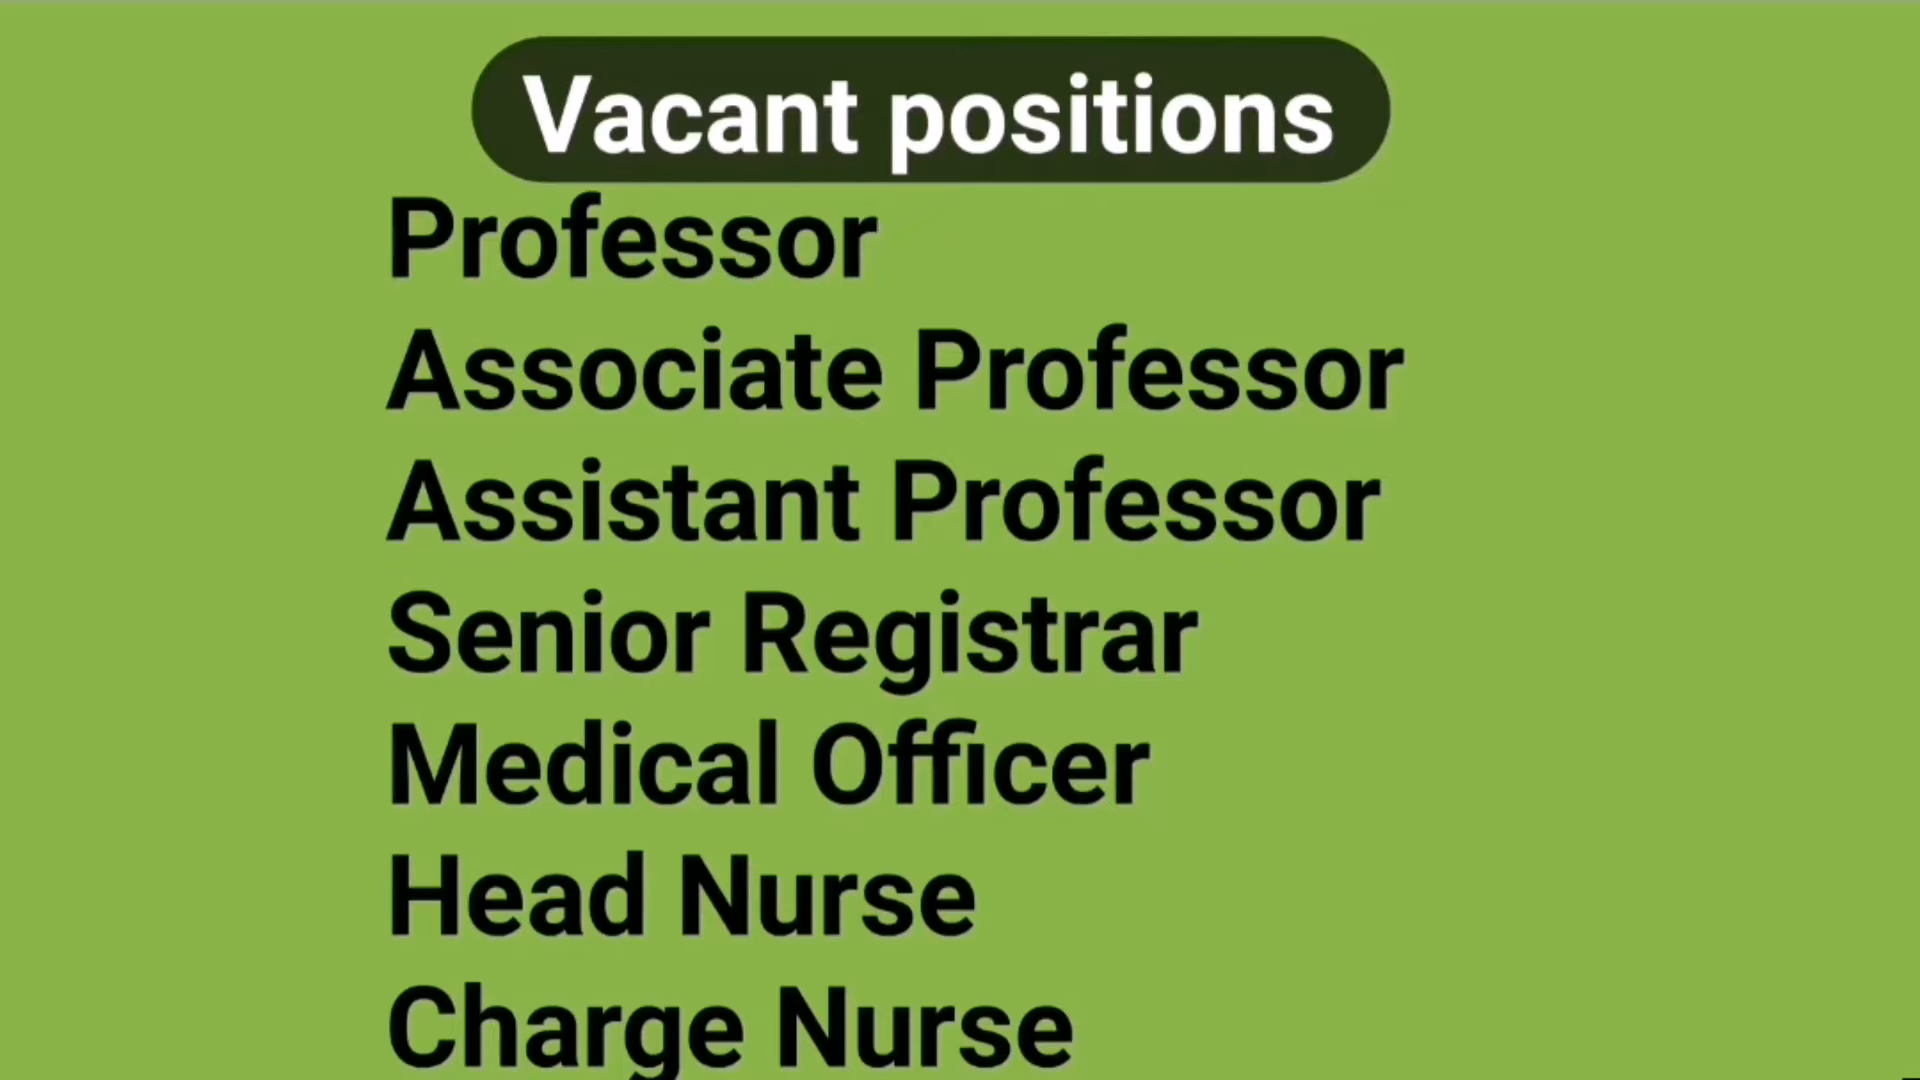 Vacant positions
Professor
Associate Professor
Assistant Professor
Senior Registrar
Medical Officer
Head Nurse
Charge Nurse